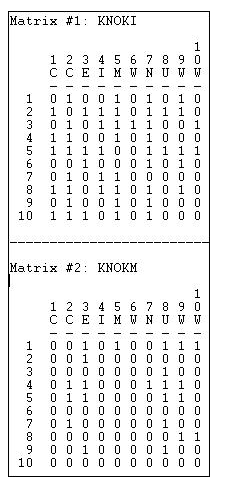 Matrix #1: KNOKI
1
1 2 3 4 5 6 7 8 9 0
C C E I M W N U W W
- - - - - - - - - -
1 0 1 0 0 1 0 1 0 1 0
2 1 0 1 1 1 0 1 1 1 0
3 0 1 0 1 1 1 1 0 0 1
4 1 1 0 0 1 0 1 0 0 0
5 1 1 1 1 0 0 1 1 1 1
6 0 0 1 0 0 0 1 0 1 0
7 0 1 0 1 1 0 0 0 0 0
8 1 1 0 1 1 0 1 0 1 0
9 0 1 0 0 1 0 1 0 0 0
10 1 1 1 0 1 0 1 0 0 0
Matrix #2: KNOKM
1
1 2 3 4 5 6 7 8 9 0
C C E I M W N U W W
- - - - - - - - - -
1 0 0 1 0 1 0 0 1 1 1
2 0 0 1 0 0 0 0 0 0 0
3 0 0 0 0 0 0 0 0 0 0
4 0 1 1 0 0 0 1 1 1 0
5 0 1 1 0 0 0 0 1 1 0
6 0 0 0 0 0 0 0 0 0 0
7 0 1 0 0 0 0 0 1 0 0
8 0 0 0 0 0 0 0 0 1 1
9 0 0 1 0 0 0 0 1 0 0
10 0 0 0 0 0 0 0 0 0 0